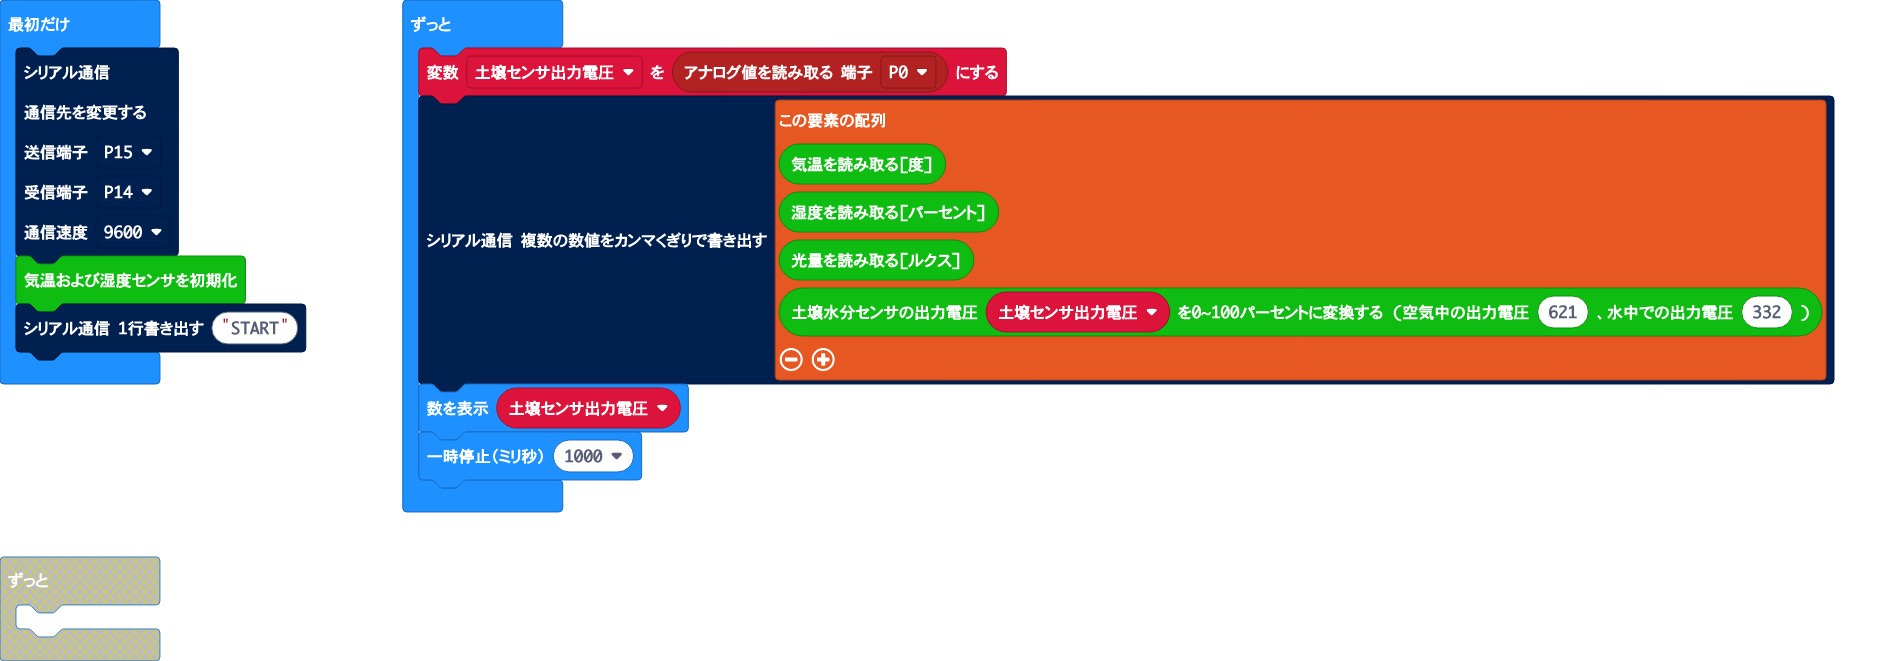 最初だけ
シリアル通信
通信先を変更する
送信端子 P15
受信端子 P14
通信速度 9600
気温および湿度センサを初期化
シリアル通信 1行書き出す "START"
ずっと
変数 土壌センサ出力電圧 を アナログ値を読み取る 端子 P0 にする
シリアル通信 複数の数値をカンマくぎりで書き出す
この要素の配列
気温を読み取る[度]
湿度を読み取る[パーセント]
光量を読み取る[ルクス]
土壌水分センサの出力電圧 土壌センサ出力電圧 を0~100パーセントに変換する (空気中の出力電圧 621 、水中での出力電圧 332 )
数を表示 土壌センサ出力電圧
一時停止(ミリ秒) 1000
ずっと